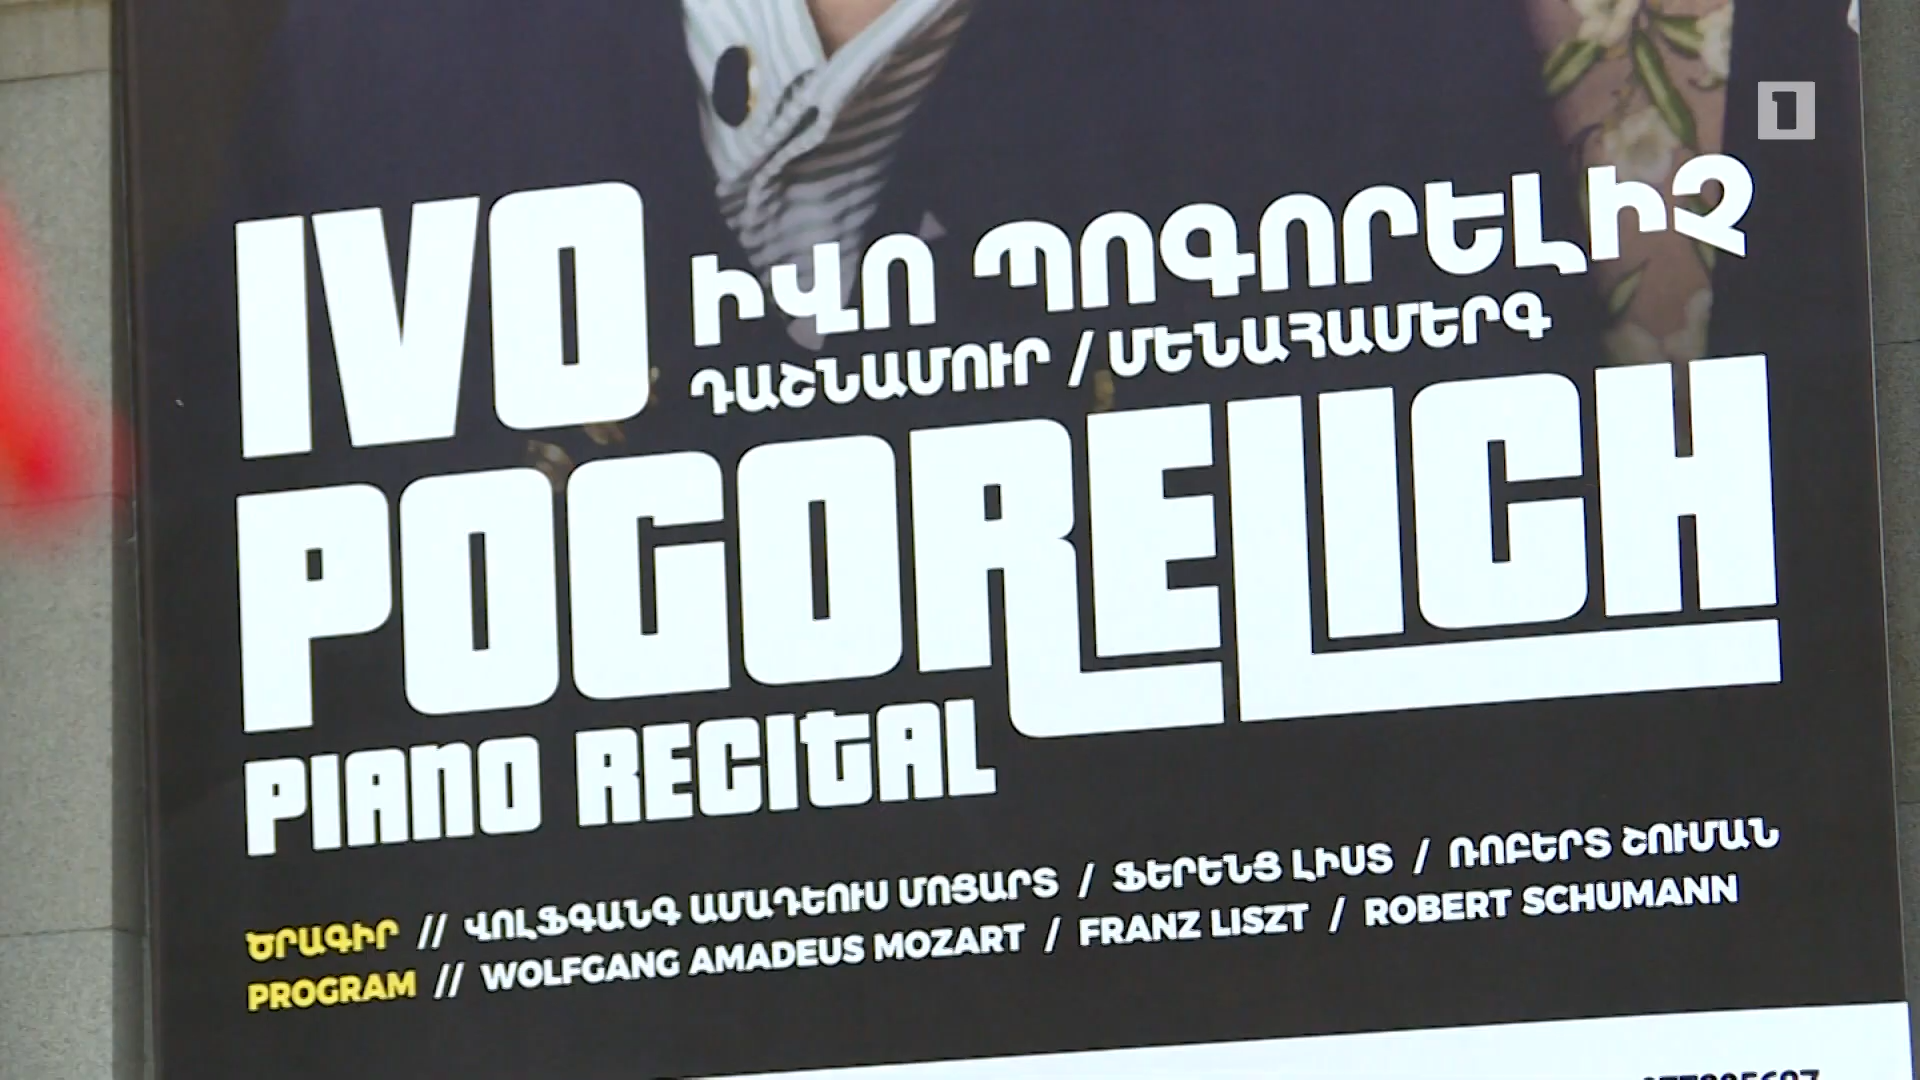 1
IVO
ԻՎՈ ՊՈԳՈՐԵԼԻՉ
ԴԱՇՆԱՄՈՒՐ / ՄԵՆԱՀԱՄԵՐԳ
POGORELICH
PIANO RECITAL
ԾՐԱԳԻՐ // ՎՈԼՖԳԱՆԳ ԱՄԱԴԵՈՒՍ ՄՈՑԱՐՏ / ՖԵՐԵՆՑ ԼԻՍՏ / ՌՈԲԵՐՏ ՇՈՒՄԱՆ
PROGRAM // WOLFGANG AMADEUS MOZART / FRANZ LISZT / ROBERT SCHUMANN